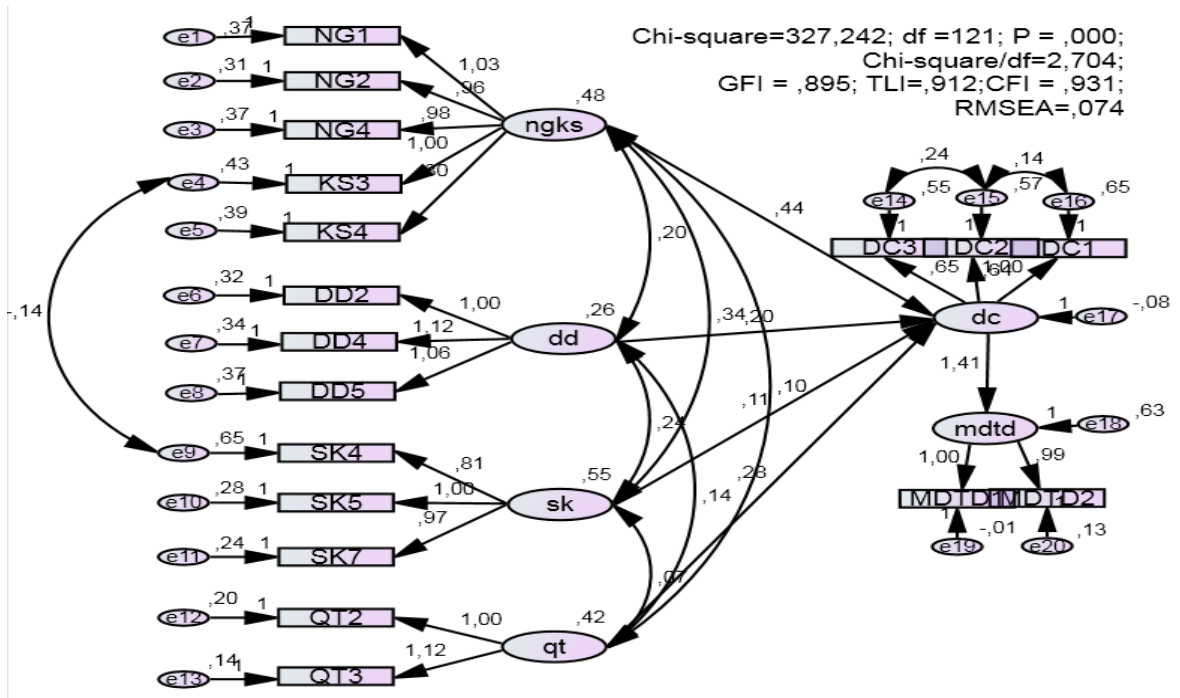 Chi-square=327,242; df =121; P = ,000;
Chi-square/df=2,704;
GFI = ,895; TLI=,912;CFI = ,931;
RMSEA=,074
e1 ,37 1 NG1
e2 ,31 1 NG2
e3 ,37 1 NG4
e4 ,43 1 KS3
e5 ,39 1 KS4
1,03
,96
,98
1,00
ngks ,48
e6 ,32 1 DD2
e7 ,34 1 DD4
e8 ,37 1 DD5
1,00
1,12
1,06
dd ,26
-,14
e9 ,65 1 SK4
e10 ,28 1 SK5
e11 ,24 1 SK7
,81
1,00
,97
sk ,55
e12 ,20 1 QT2
e13 ,14 1 QT3
1,00
1,12
qt ,42
,20
,34
,20
,24
,14
,07
,44
,10
,11
,28
,24 ,14
e14 ,55 e15 ,57 e16 ,65
1 1 1
DC3 DC2 DC1
,65 ,64 1,00
dc 1 e17 -,08
1,41
mdtd 1 e18 ,63
1,00 ,99
MDTD1 MDTD2
1 1
e19 -,01 e20 ,13